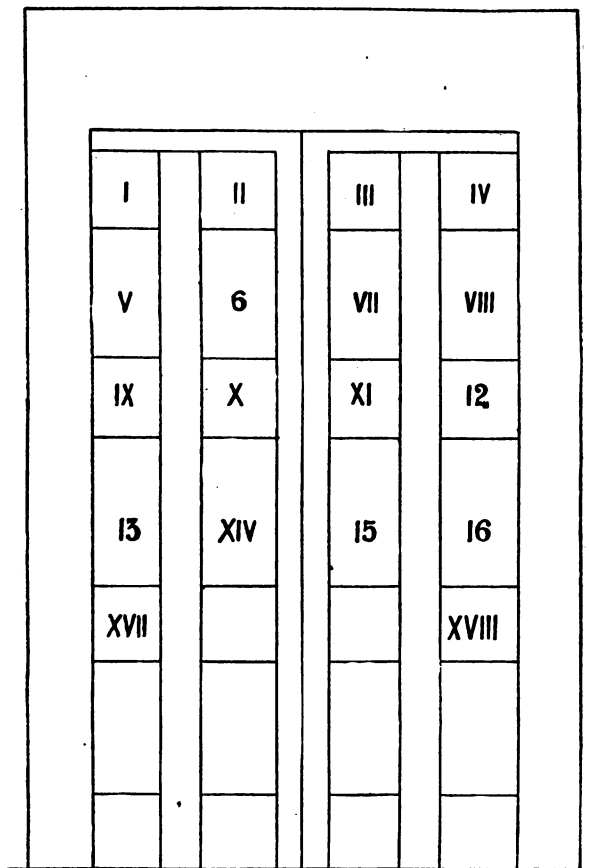 I II III IV
V 6 VII VIII
IX X XI 12
13 XIV 15 16
XVII XVIII